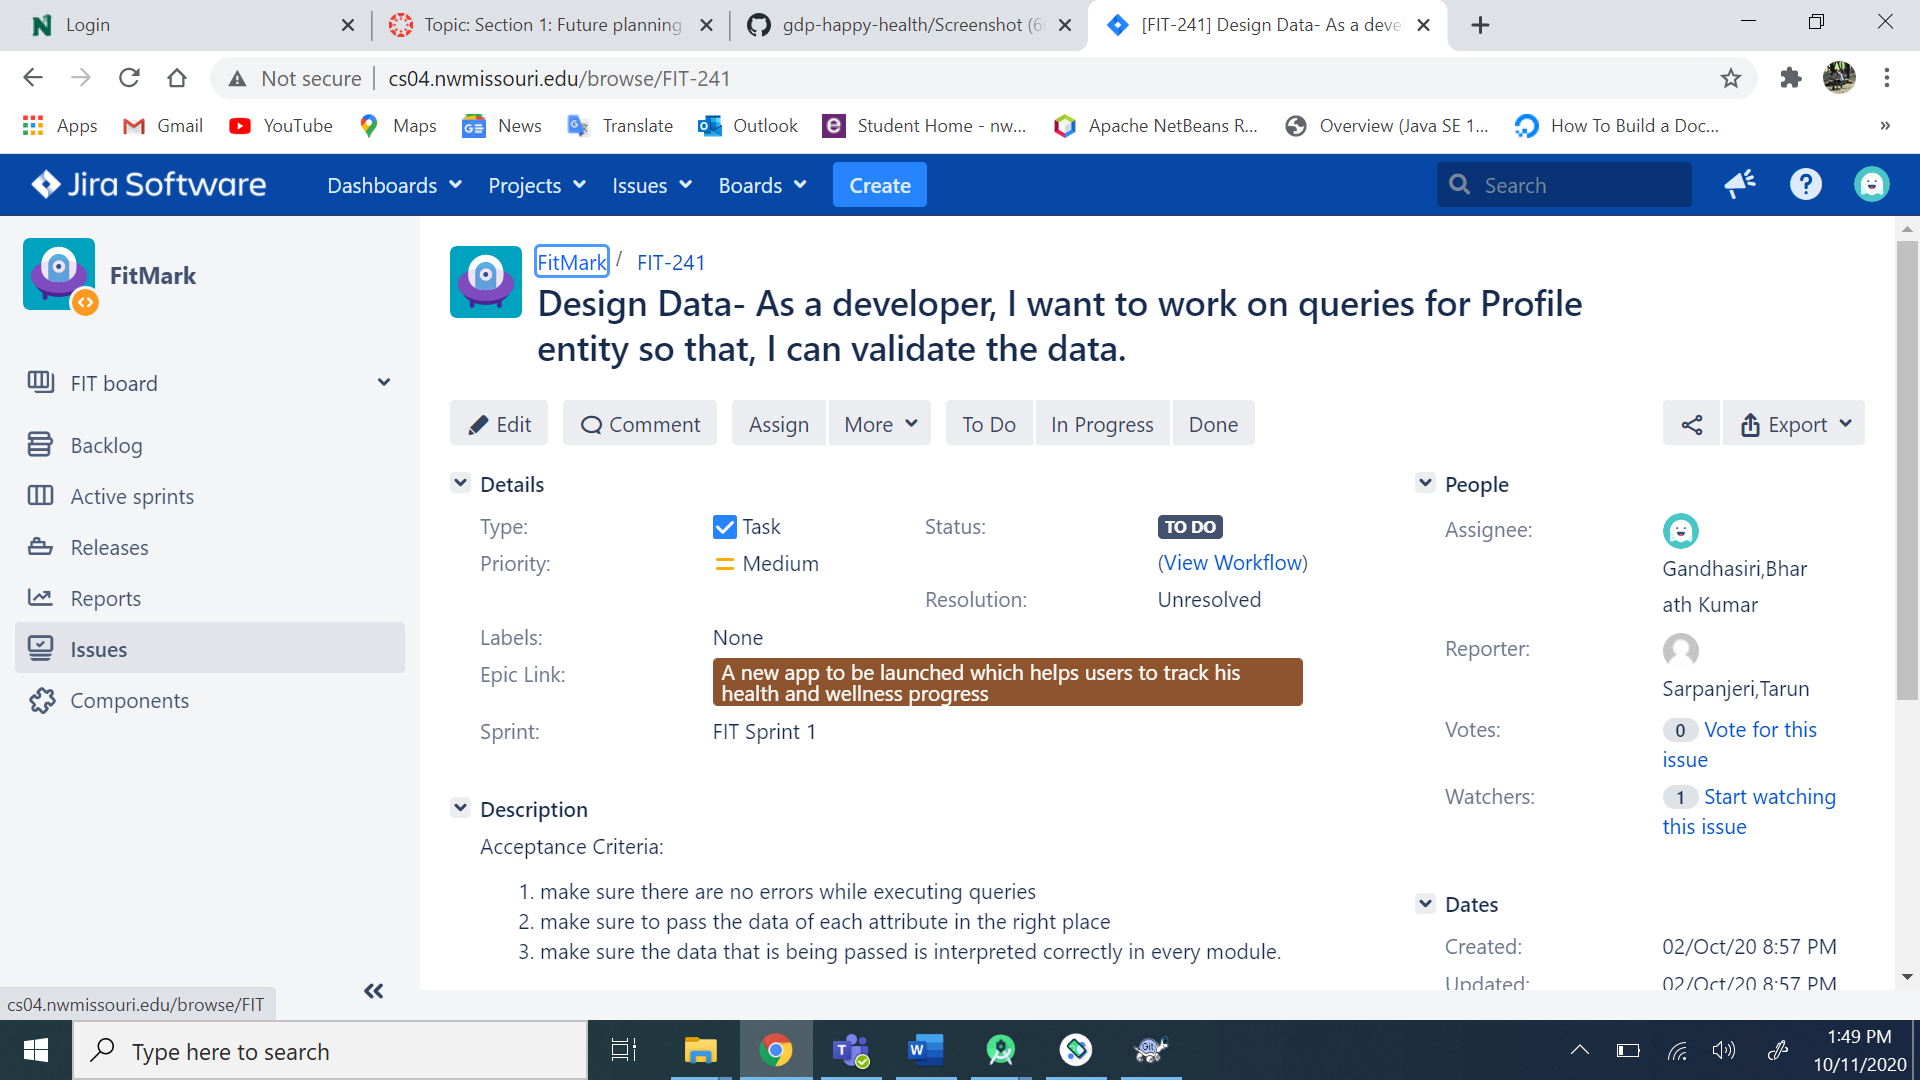 Login
Topic: Section 1: Future planning
gdp-happy-health/Screenshot (6
[FIT-241] Design Data- As a deve
Not secure
cs04.nwmissouri.edu/browse/FIT-241
Apps
Gmail
YouTube
Maps
News
Translate
Outlook
Student Home - nw...
Apache NetBeans R...
Overview (Java SE 1...
How To Build a Doc...
»
Jira Software
Dashboards
Projects
Issues
Boards
Create
Search
FitMark
FIT board
Backlog
Active sprints
Releases
Reports
Issues
Components
FitMark / FIT-241
Design Data- As a developer, I want to work on queries for Profile
entity so that, I can validate the data.
Edit
Comment
Assign
More
To Do
In Progress
Done
Export
Details
Type: Task
Status: TO DO
(View Workflow)
Priority: Medium
Resolution: Unresolved
Labels: None
Epic Link: A new app to be launched which helps users to track his
health and wellness progress
Sprint: FIT Sprint 1
Description
Acceptance Criteria:
1. make sure there are no errors while executing queries
2. make sure to pass the data of each attribute in the right place
3. make sure the data that is being passed is interpreted correctly in every module.
People
Assignee:
Gandhasiri,Bhar
ath Kumar
Reporter:
Sarpanjeri,Tarun
Votes: 0 Vote for this
issue
Watchers: 1 Start watching
this issue
Dates
Created: 02/Oct/20 8:57 PM
Updated: 02/Oct/20 8:57 PM
cs04.nwmissouri.edu/browse/FIT
Type here to search
1:49 PM
10/11/2020